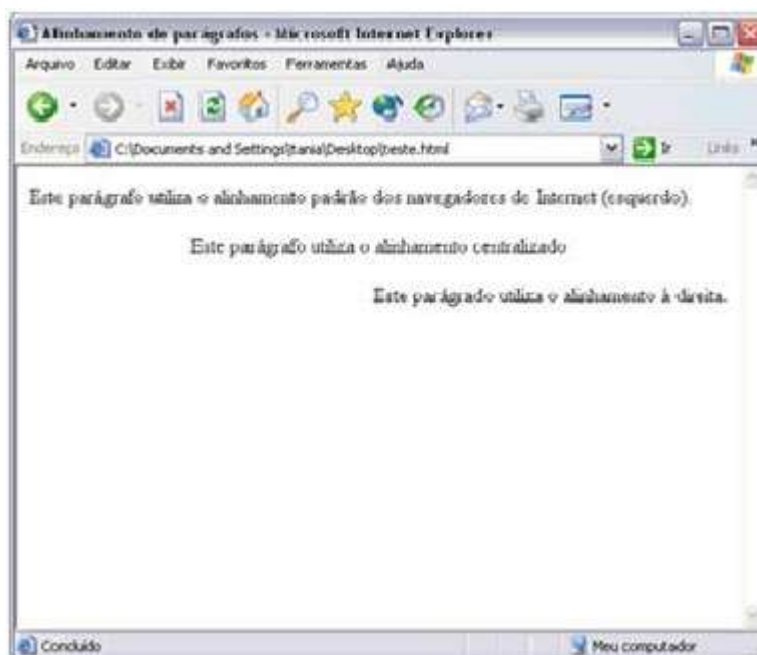 Alinhamento de parágrafos - Microsoft Internet Explorer
Arquivo Editar Exibir Favoritos Ferramentas Ajuda
Endereço C:\Documents and Settings\tania\Desktop\teste.html Ir Links »
Este parágrafo utiliza o alinhamento padrão dos navegadores de Internet (esquerdo).
Este parágrafo utiliza o alinhamento centralizado
Este parágrado utiliza o alinhamento à direita.
Concluído Meu computador